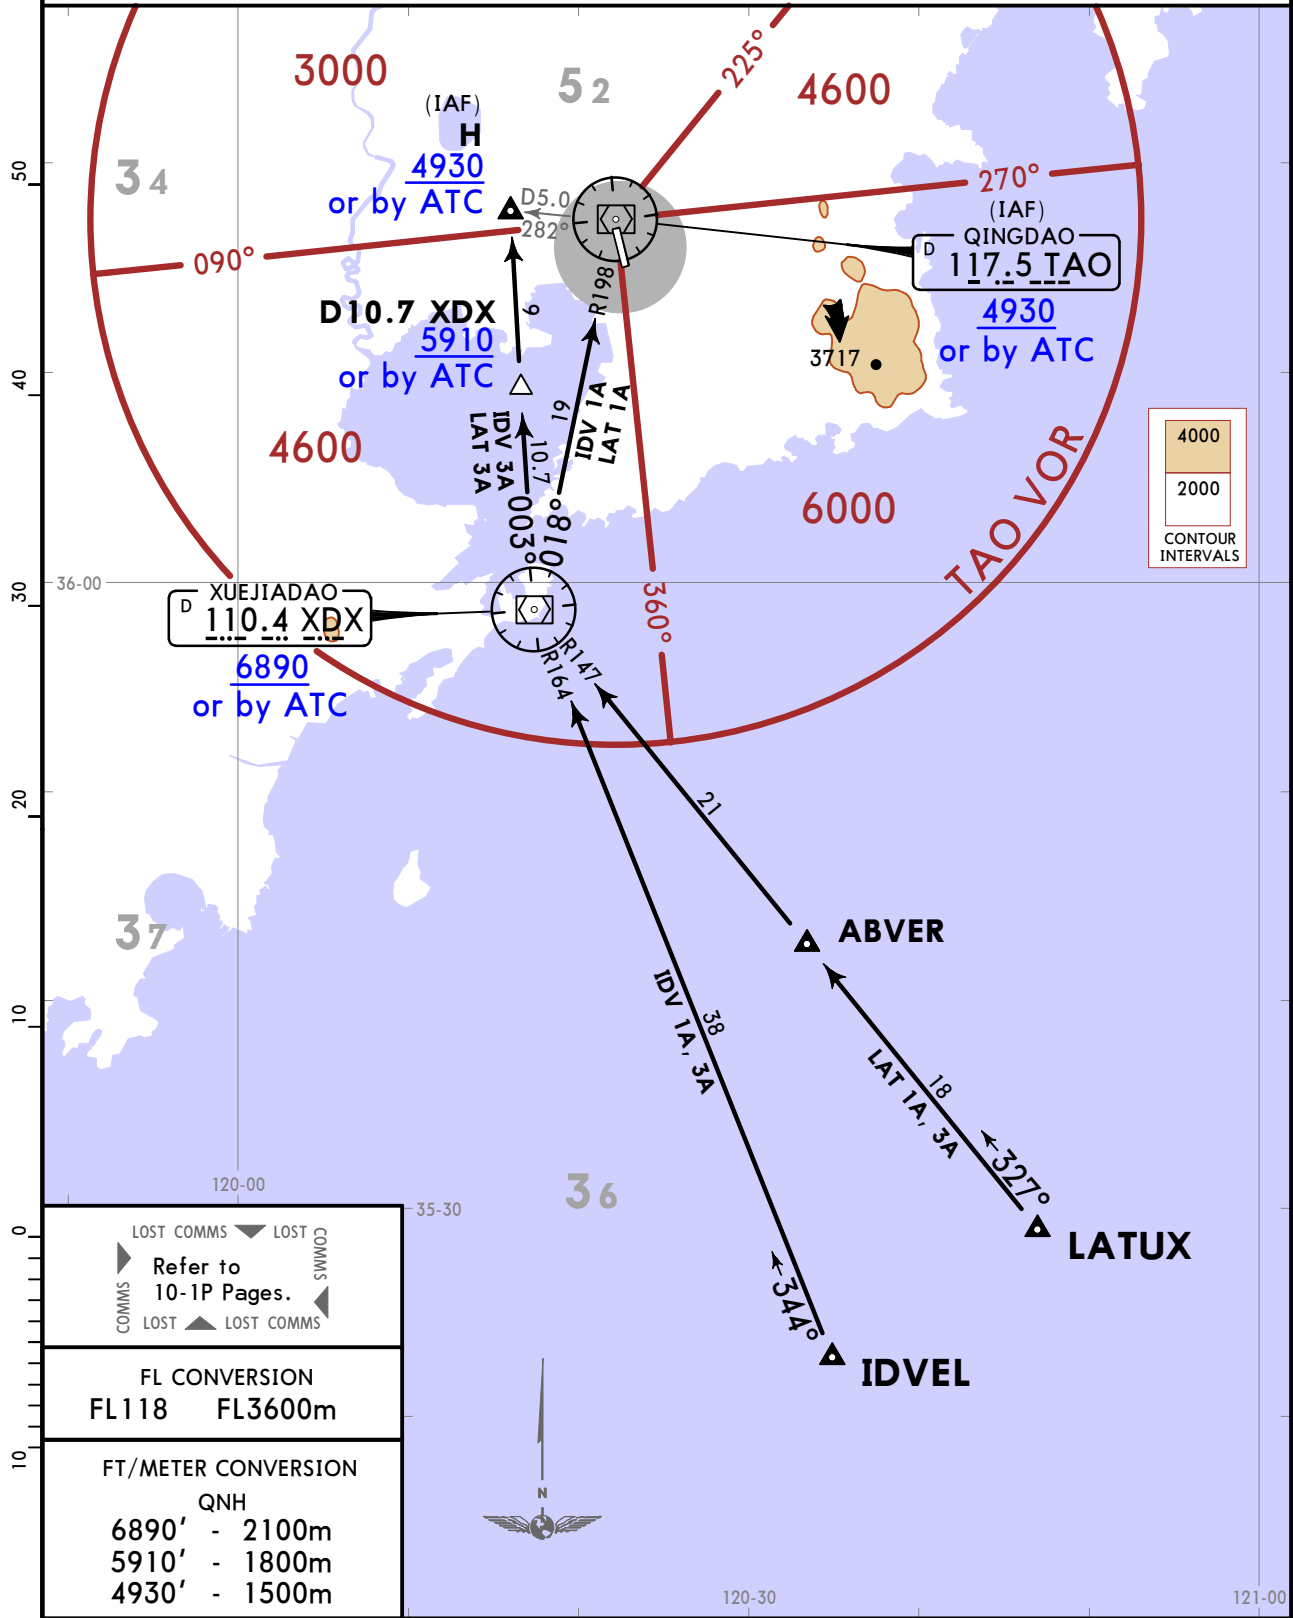 3000
5 2
225°
4600
(IAF)
H
4930
or by ATC
3 4
50
D5.0
282°
270°
(IAF)
QINGDAO
D
117.5 TAO
4930
or by ATC
090°
R198
D10.7 XDX
5910
or by ATC
9
3717
40
19
IDV 1A
LAT 1A
IDV 3A
LAT 3A
10.7
4600
6000
TAO VOR
4000
2000
CONTOUR
INTERVALS
003°
018°
36-00
30
360°
XUEJIADAO
D
110.4 XDX
6890
or by ATC
R147
R164
20
21
37
ABVER
10
IDV 1A, 3A
38
LAT 1A, 3A
18
327°
120-00
36
35-30
LATUX
0
LOST COMMS LOST COMMS
Refer to
10-1P Pages.
COMMS LOST LOST COMMS
344°
IDVEL
FL CONVERSION
FL118 FL3600m
10
FT/METER CONVERSION
QNH
6890' - 2100m
5910' - 1800m
4930' - 1500m
N
120-30
121-00